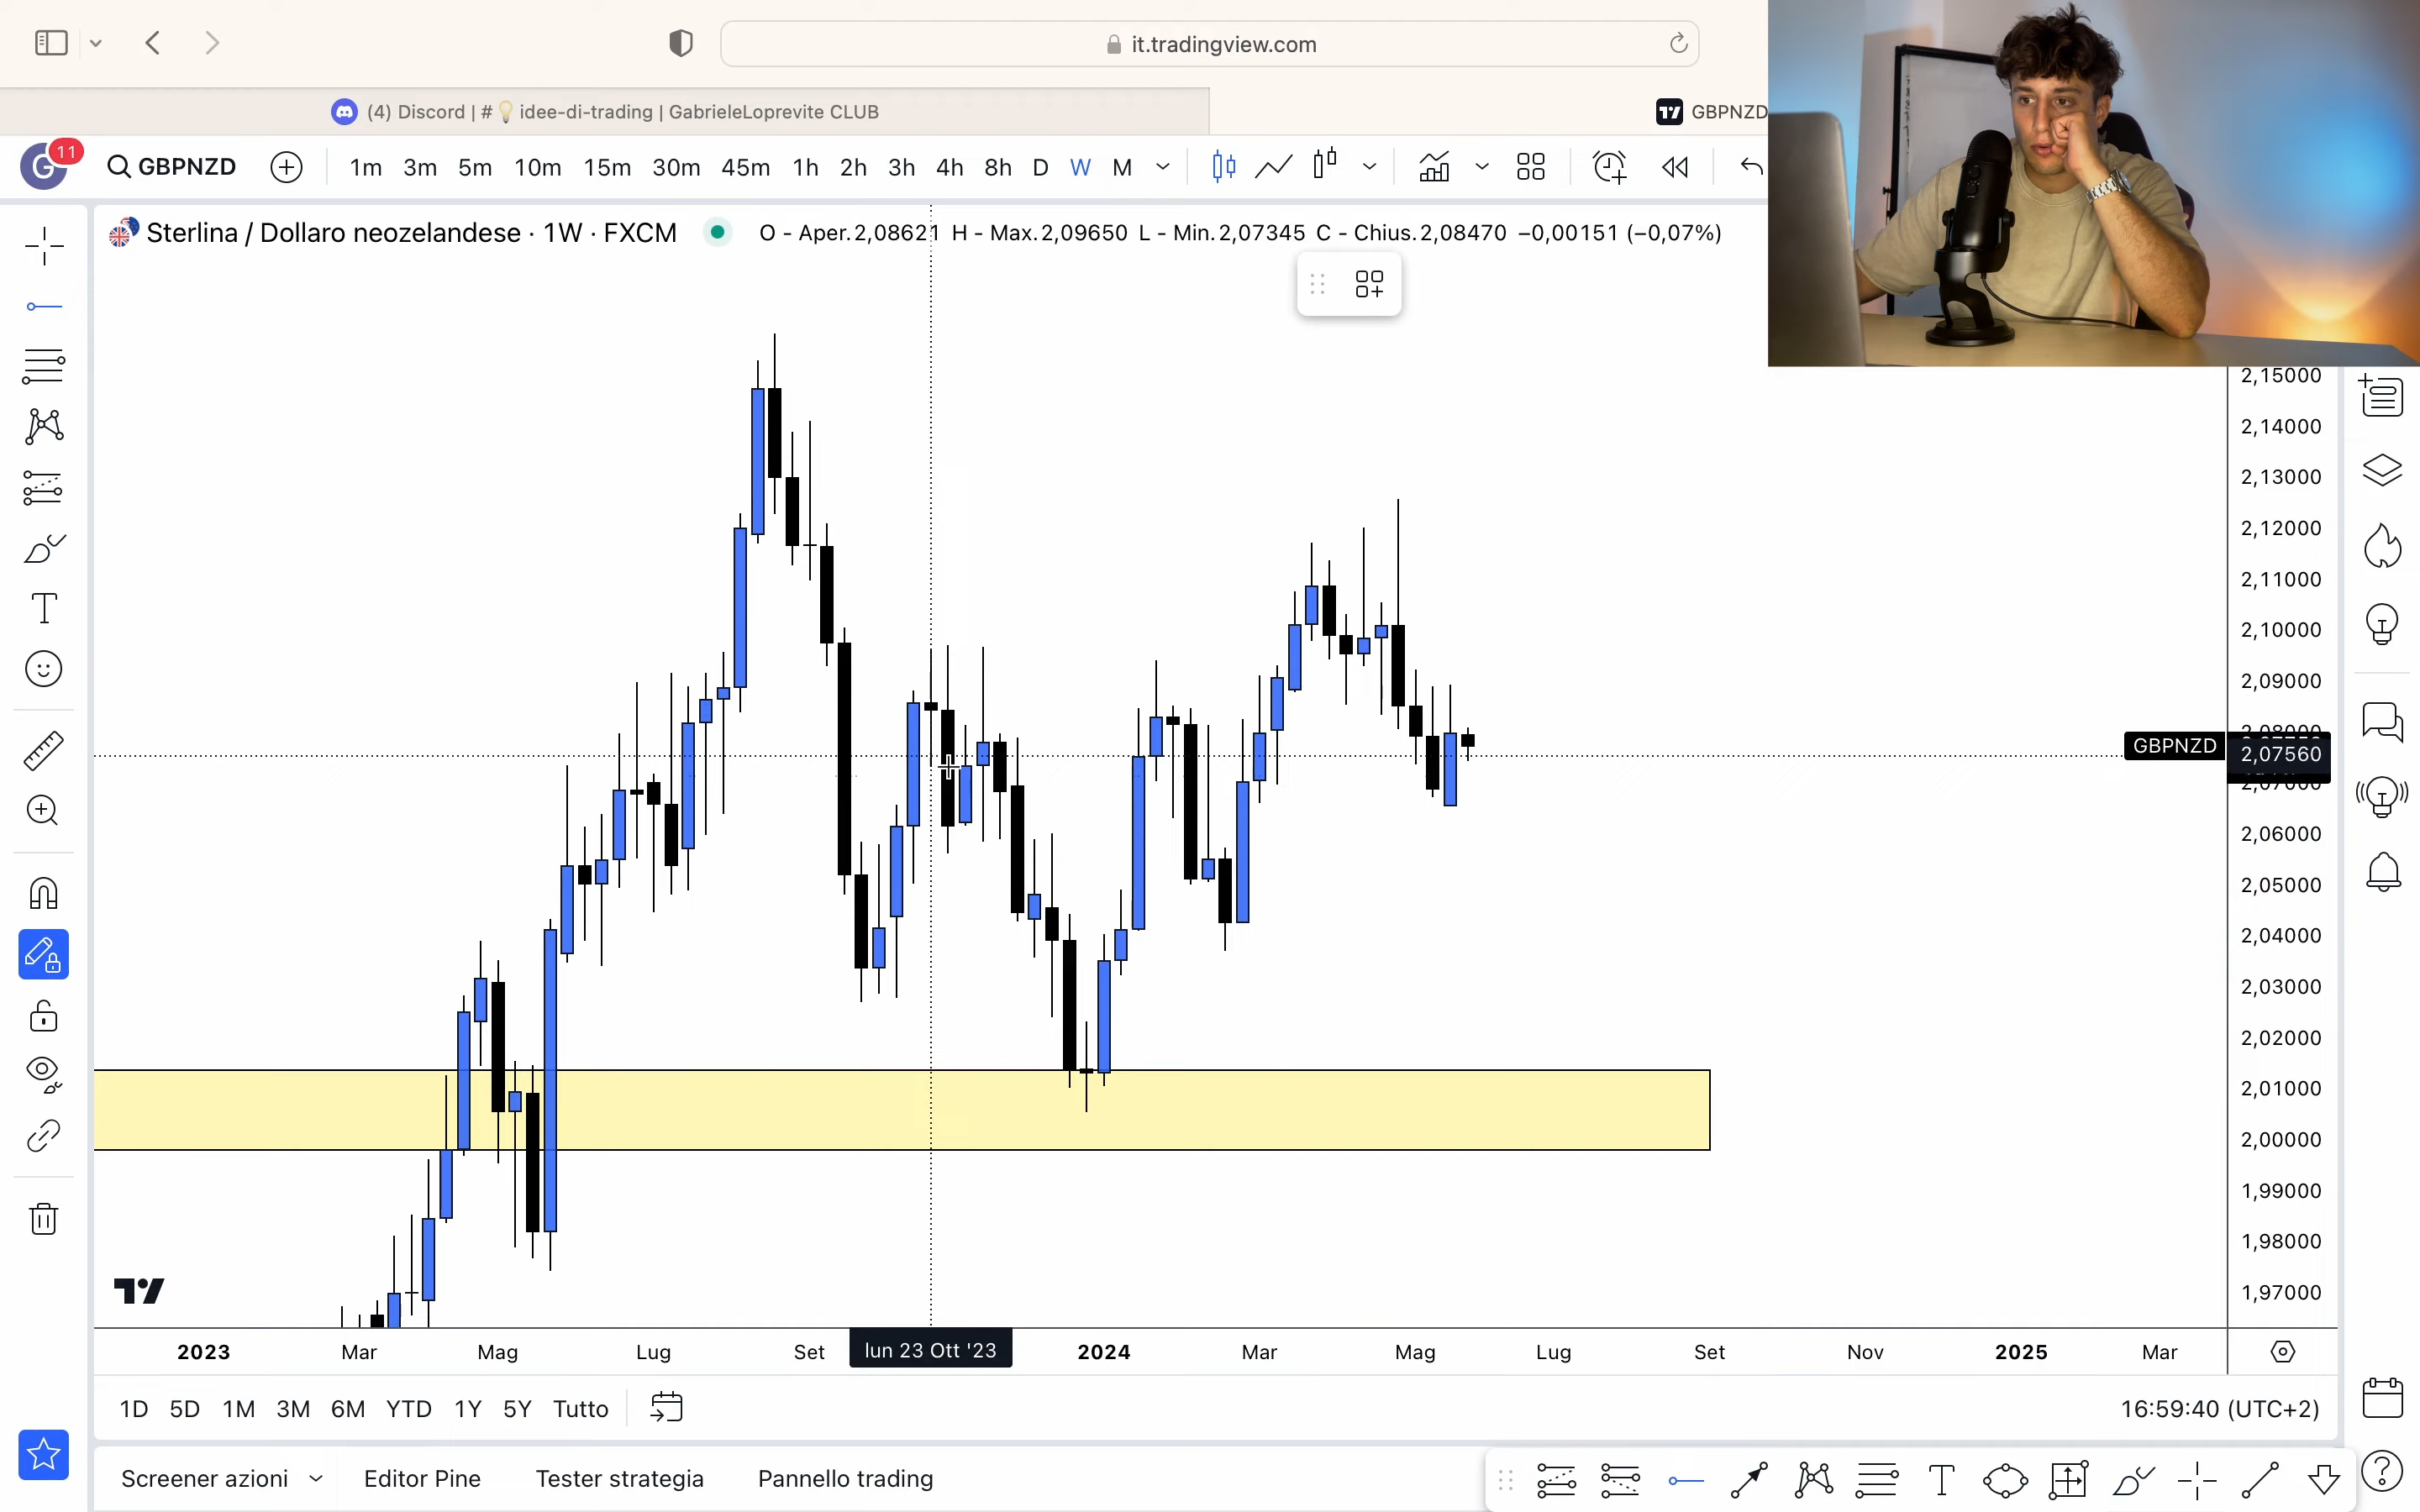 it.tradingview.com
(4) Discord | #💡idee-di-trading | GabrieleLoprevite CLUB
GBPNZD
G
11
GBPNZD
1m 3m 5m 10m 15m 30m 45m 1h 2h 3h 4h 8h D W M
Sterlina / Dollaro neozelandese · 1W · FXCM
O - Aper.2,08621 H - Max.2,09650 L - Min.2,07345 C - Chius.2,08470 −0,00151 (−0,07%)
2,15000
2,14000
2,13000
2,12000
2,11000
2,10000
2,09000
GBPNZD
2,07560
2,06000
2,05000
2,04000
2,03000
2,02000
2,01000
2,00000
1,99000
1,98000
1,97000
2023 Mar Mag Lug Set lun 23 Ott '23 2024 Mar Mag Lug Set Nov 2025 Mar
1D 5D 1M 3M 6M YTD 1Y 5Y Tutto
16:59:40 (UTC+2)
Screener azioni Editor Pine Tester strategia Pannello trading